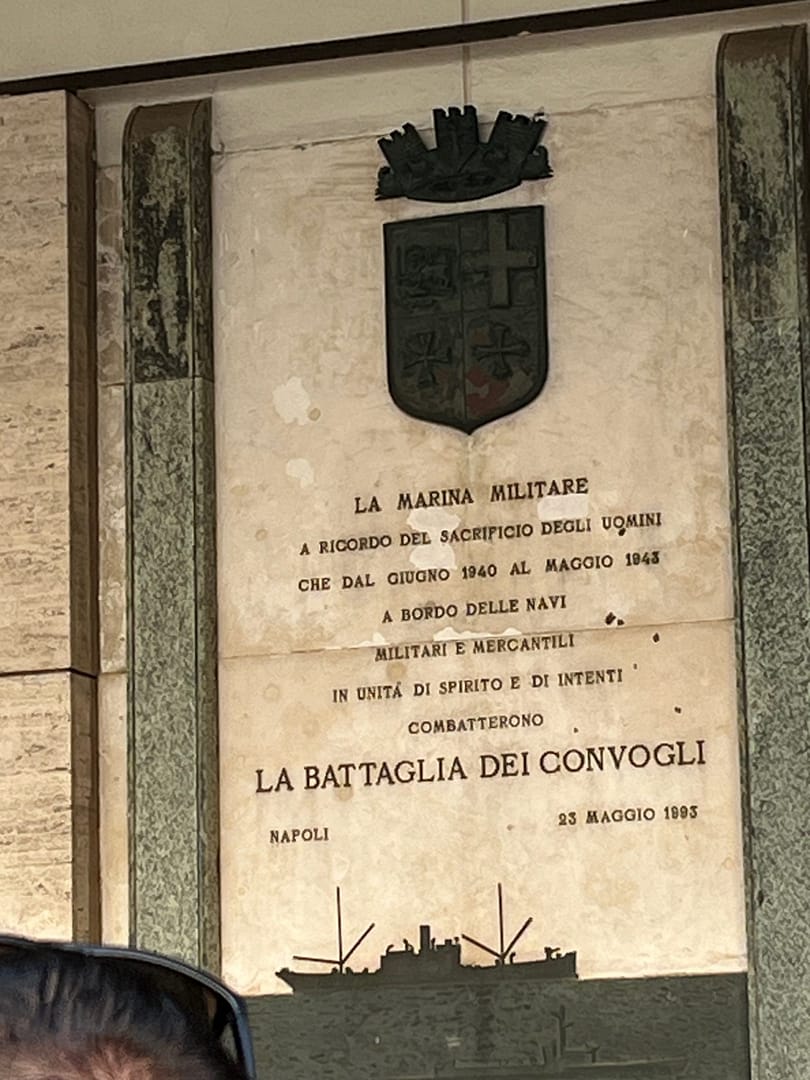 LA MARINA MILITARE
A RICORDO DEL SACRIFICIO DEGLI UOMINI
CHE DAL GIUGNO 1940 AL MAGGIO 1943
A BORDO DELLE NAVI
MILITARI E MERCANTILI
IN UNITÁ DI SPIRITO E DI INTENTI
COMBATTERONO
LA BATTAGLIA DEI CONVOGLI
NAPOLI
23 MAGGIO 1993